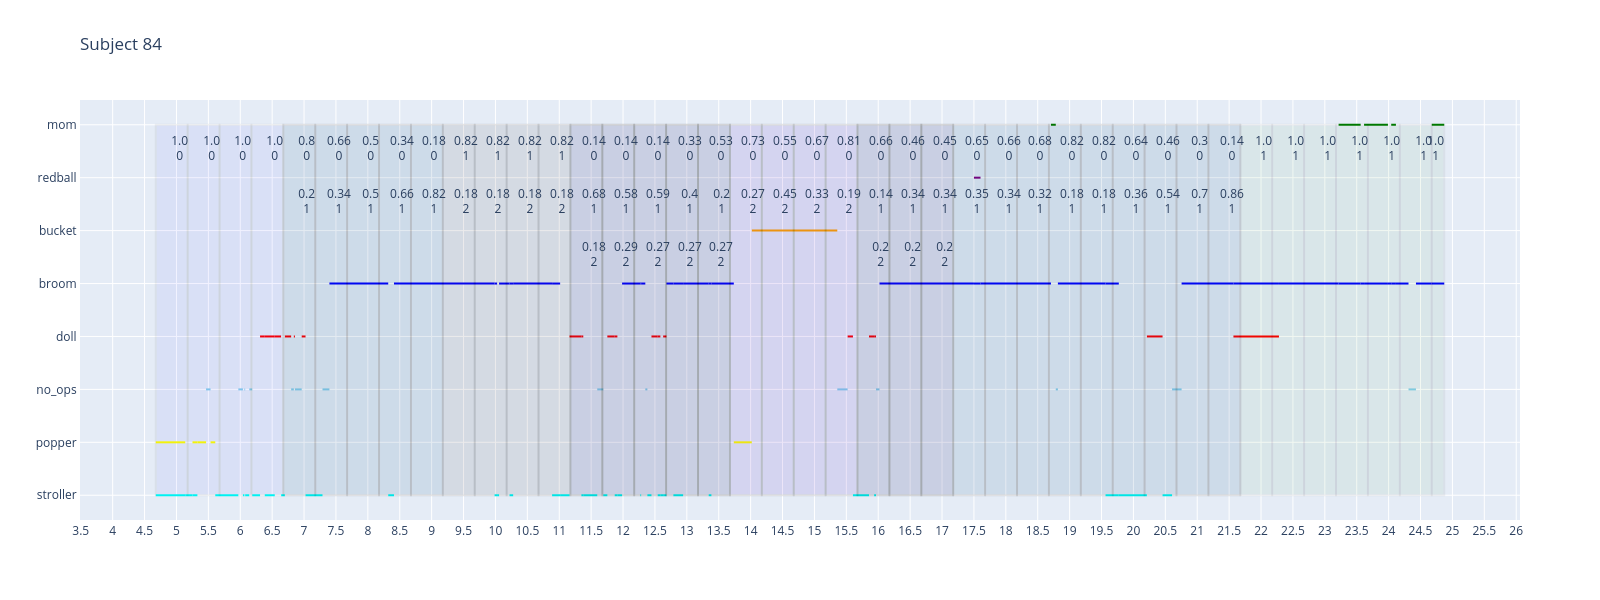 Subject 84
mom
1.0 1.0 1.0 1.0 0.8 0.66 0.5 0.34 0.18 0.82 0.82 0.82 0.82 0.14 0.14 0.14 0.33 0.53 0.73 0.55 0.67 0.81 0.66 0.46 0.45 0.65 0.66 0.68 0.82 0.82 0.64 0.46 0.3 0.14 1.0 1.0 1.0 1.0 1.0 1.0 1.0
0 0 0 0 0 0 0 0 0 1 1 1 1 0 0 0 0 0 0 0 0 0 0 0 0 0 0 0 0 0 0 0 0 0 1 1 1 1 1 1 1
redball
0.2 0.34 0.5 0.66 0.82 0.18 0.18 0.18 0.18 0.68 0.58 0.59 0.4 0.2 0.27 0.45 0.33 0.19 0.14 0.34 0.34 0.35 0.34 0.32 0.18 0.18 0.36 0.54 0.7 0.86
1 1 1 1 1 2 2 2 2 1 1 1 1 1 2 2 2 2 1 1 1 1 1 1 1 1 1 1 1 1
bucket
0.18 0.29 0.27 0.27 0.27 0.2 0.2 0.2
2 2 2 2 2 2 2 2
broom
doll
no_ops
popper
stroller
3.5 4 4.5 5 5.5 6 6.5 7 7.5 8 8.5 9 9.5 10 10.5 11 11.5 12 12.5 13 13.5 14 14.5 15 15.5 16 16.5 17 17.5 18 18.5 19 19.5 20 20.5 21 21.5 22 22.5 23 23.5 24 24.5 25 25.5 26